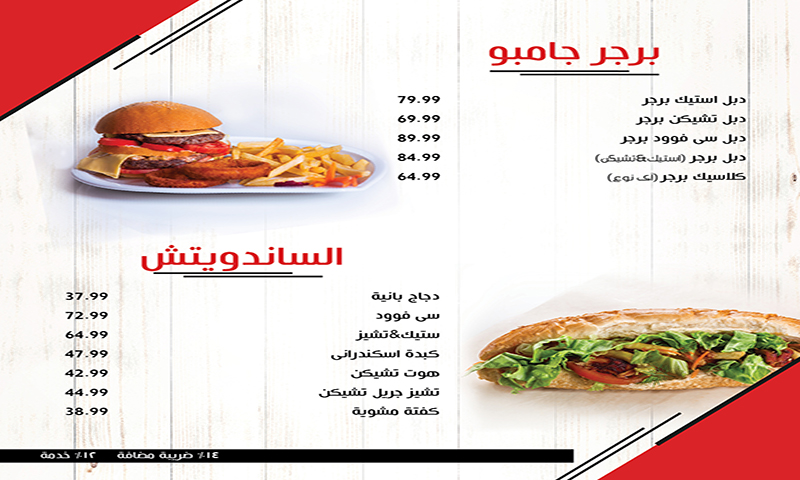 برجر جامبو
دبل استيك برجر 79.99
دبل تشيكن برجر 69.99
دبل سى فوود برجر 89.99
دبل برجر (استيك&تشيكن) 84.99
كلاسيك برجر (أى نوع) 64.99
الساندويتش
دجاج بانية 37.99
سى فوود 72.99
ستيك&تشيز 64.99
كبدة اسكندرانى 47.99
هوت تشيكن 42.99
تشيز جريل تشيكن 44.99
كفتة مشوية 38.99
١٤٪ ضريبة مضافة ١٢٪ خدمة